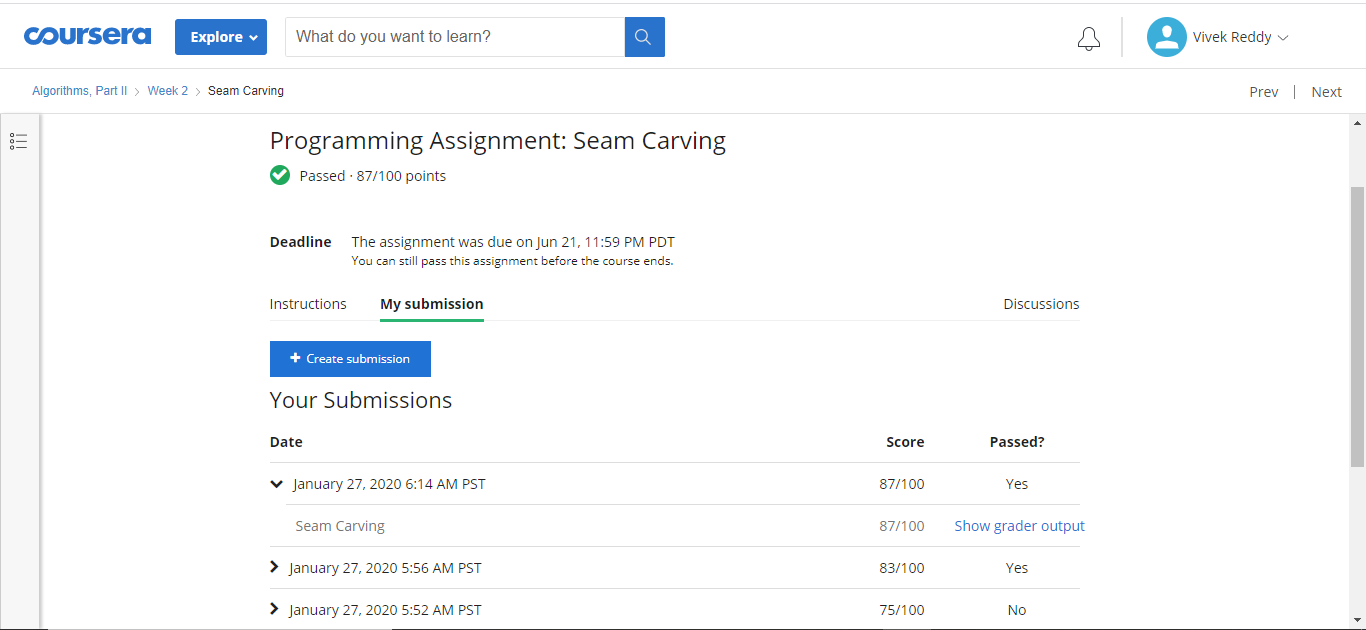 coursera Explore What do you want to learn? Vivek Reddy
Algorithms, Part II > Week 2 > Seam Carving Prev | Next
Programming Assignment: Seam Carving
Passed · 87/100 points
Deadline The assignment was due on Jun 21, 11:59 PM PDT
You can still pass this assignment before the course ends.
Instructions My submission Discussions
+ Create submission
Your Submissions
Date Score Passed?
January 27, 2020 6:14 AM PST 87/100 Yes
Seam Carving 87/100 Show grader output
January 27, 2020 5:56 AM PST 83/100 Yes
January 27, 2020 5:52 AM PST 75/100 No